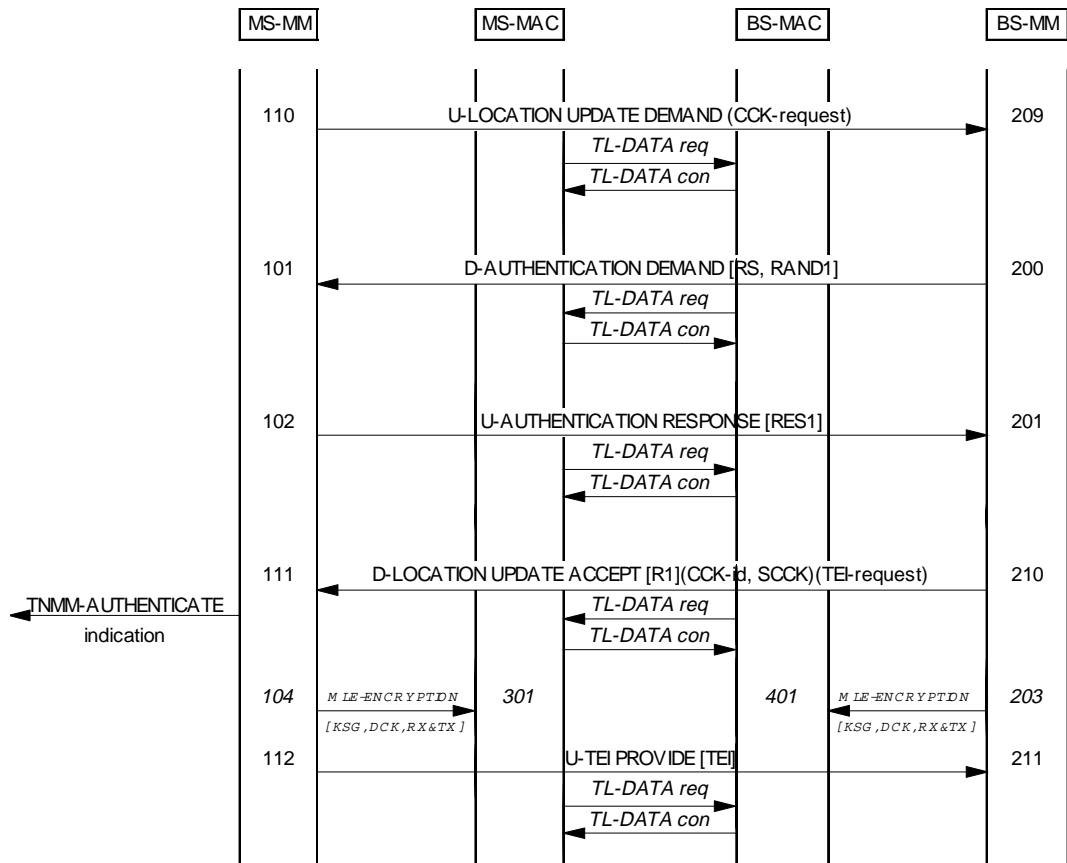 MS-MM MS-MAC BS-MAC BS-MM
110 U-LOCATION UPDATE DEMAND (CCK-request) 209
TL-DATA req
TL-DATA con
101 D-AUTHENTICATION DEMAND [RS, RAND1] 200
TL-DATA req
TL-DATA con
102 U-AUTHENTICATION RESPONSE [RES1] 201
TL-DATA req
TL-DATA con
111 D-LOCATION UPDATE ACCEPT [R1](CCK-id, SCCK)(TEI-request) 210
TNMM-AUTHENTICATE TL-DATA req
indication TL-DATA con
104 MLE-ENCRYPTION 301 401 MLE-ENCRYPTION 203
[KSG,DCK,RX&TX] [KSG,DCK,RX&TX]
112 U-TEI PROVIDE [TEI] 211
TL-DATA req
TL-DATA con